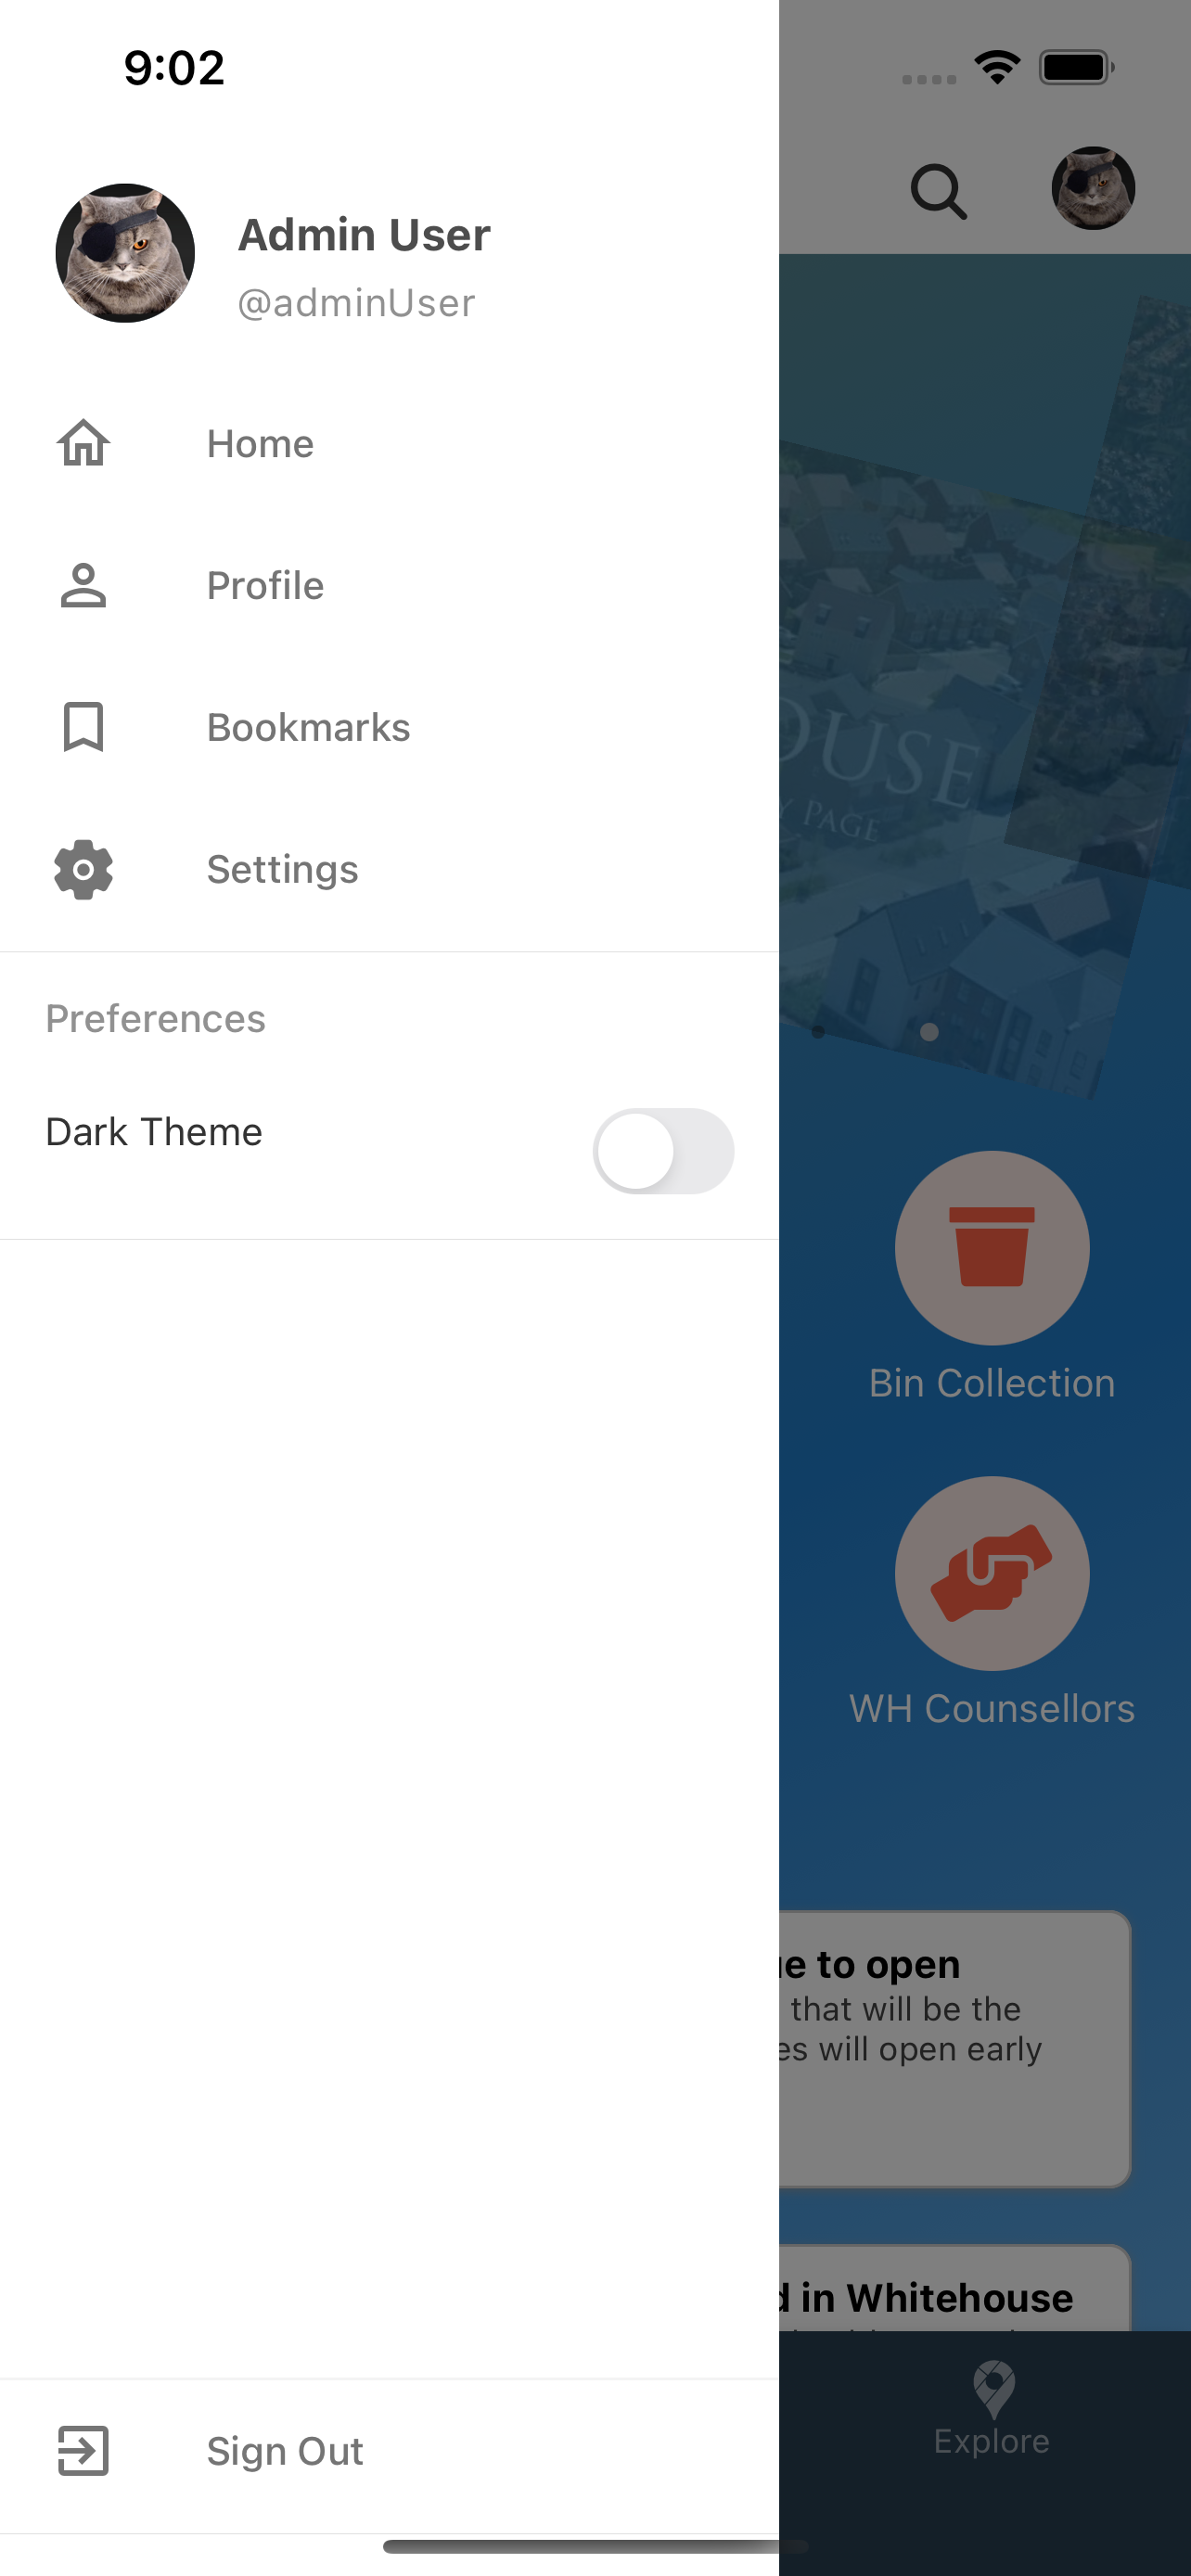 9:02
Admin User
@adminUser
Home
Profile
Bookmarks
Settings
OUSE
PAGE
Preferences
Dark Theme
Bin Collection
WH Counsellors
to open
that will be the
will open early
in Whitehouse
Explore
Sign Out